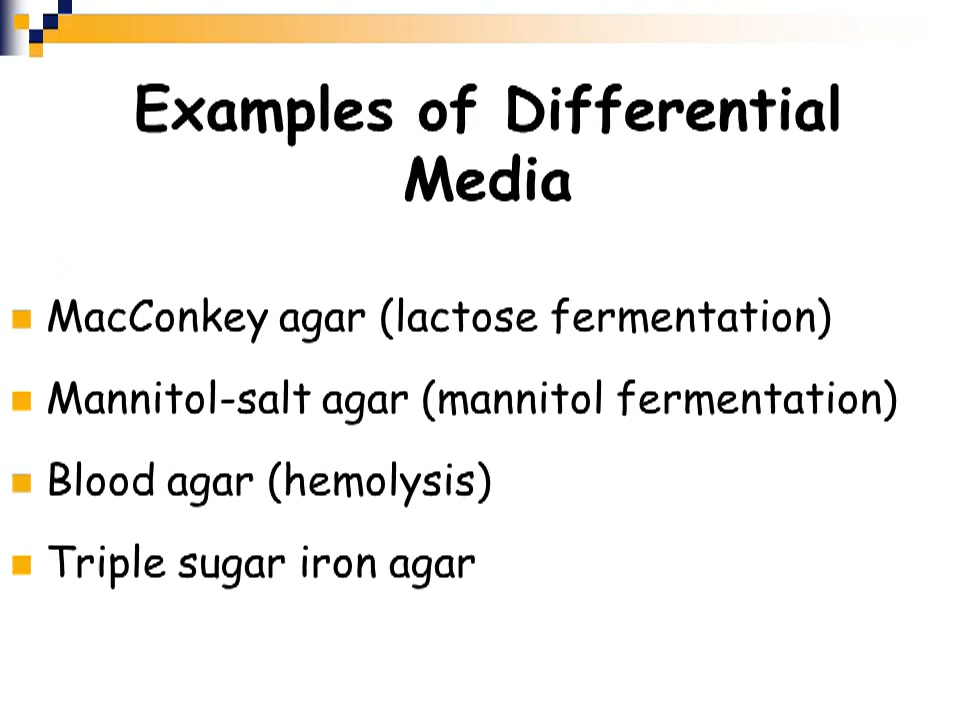 Examples of Differential
Media
MacConkey agar (lactose fermentation)
Mannitol-salt agar (mannitol fermentation)
Blood agar (hemolysis)
Triple sugar iron agar